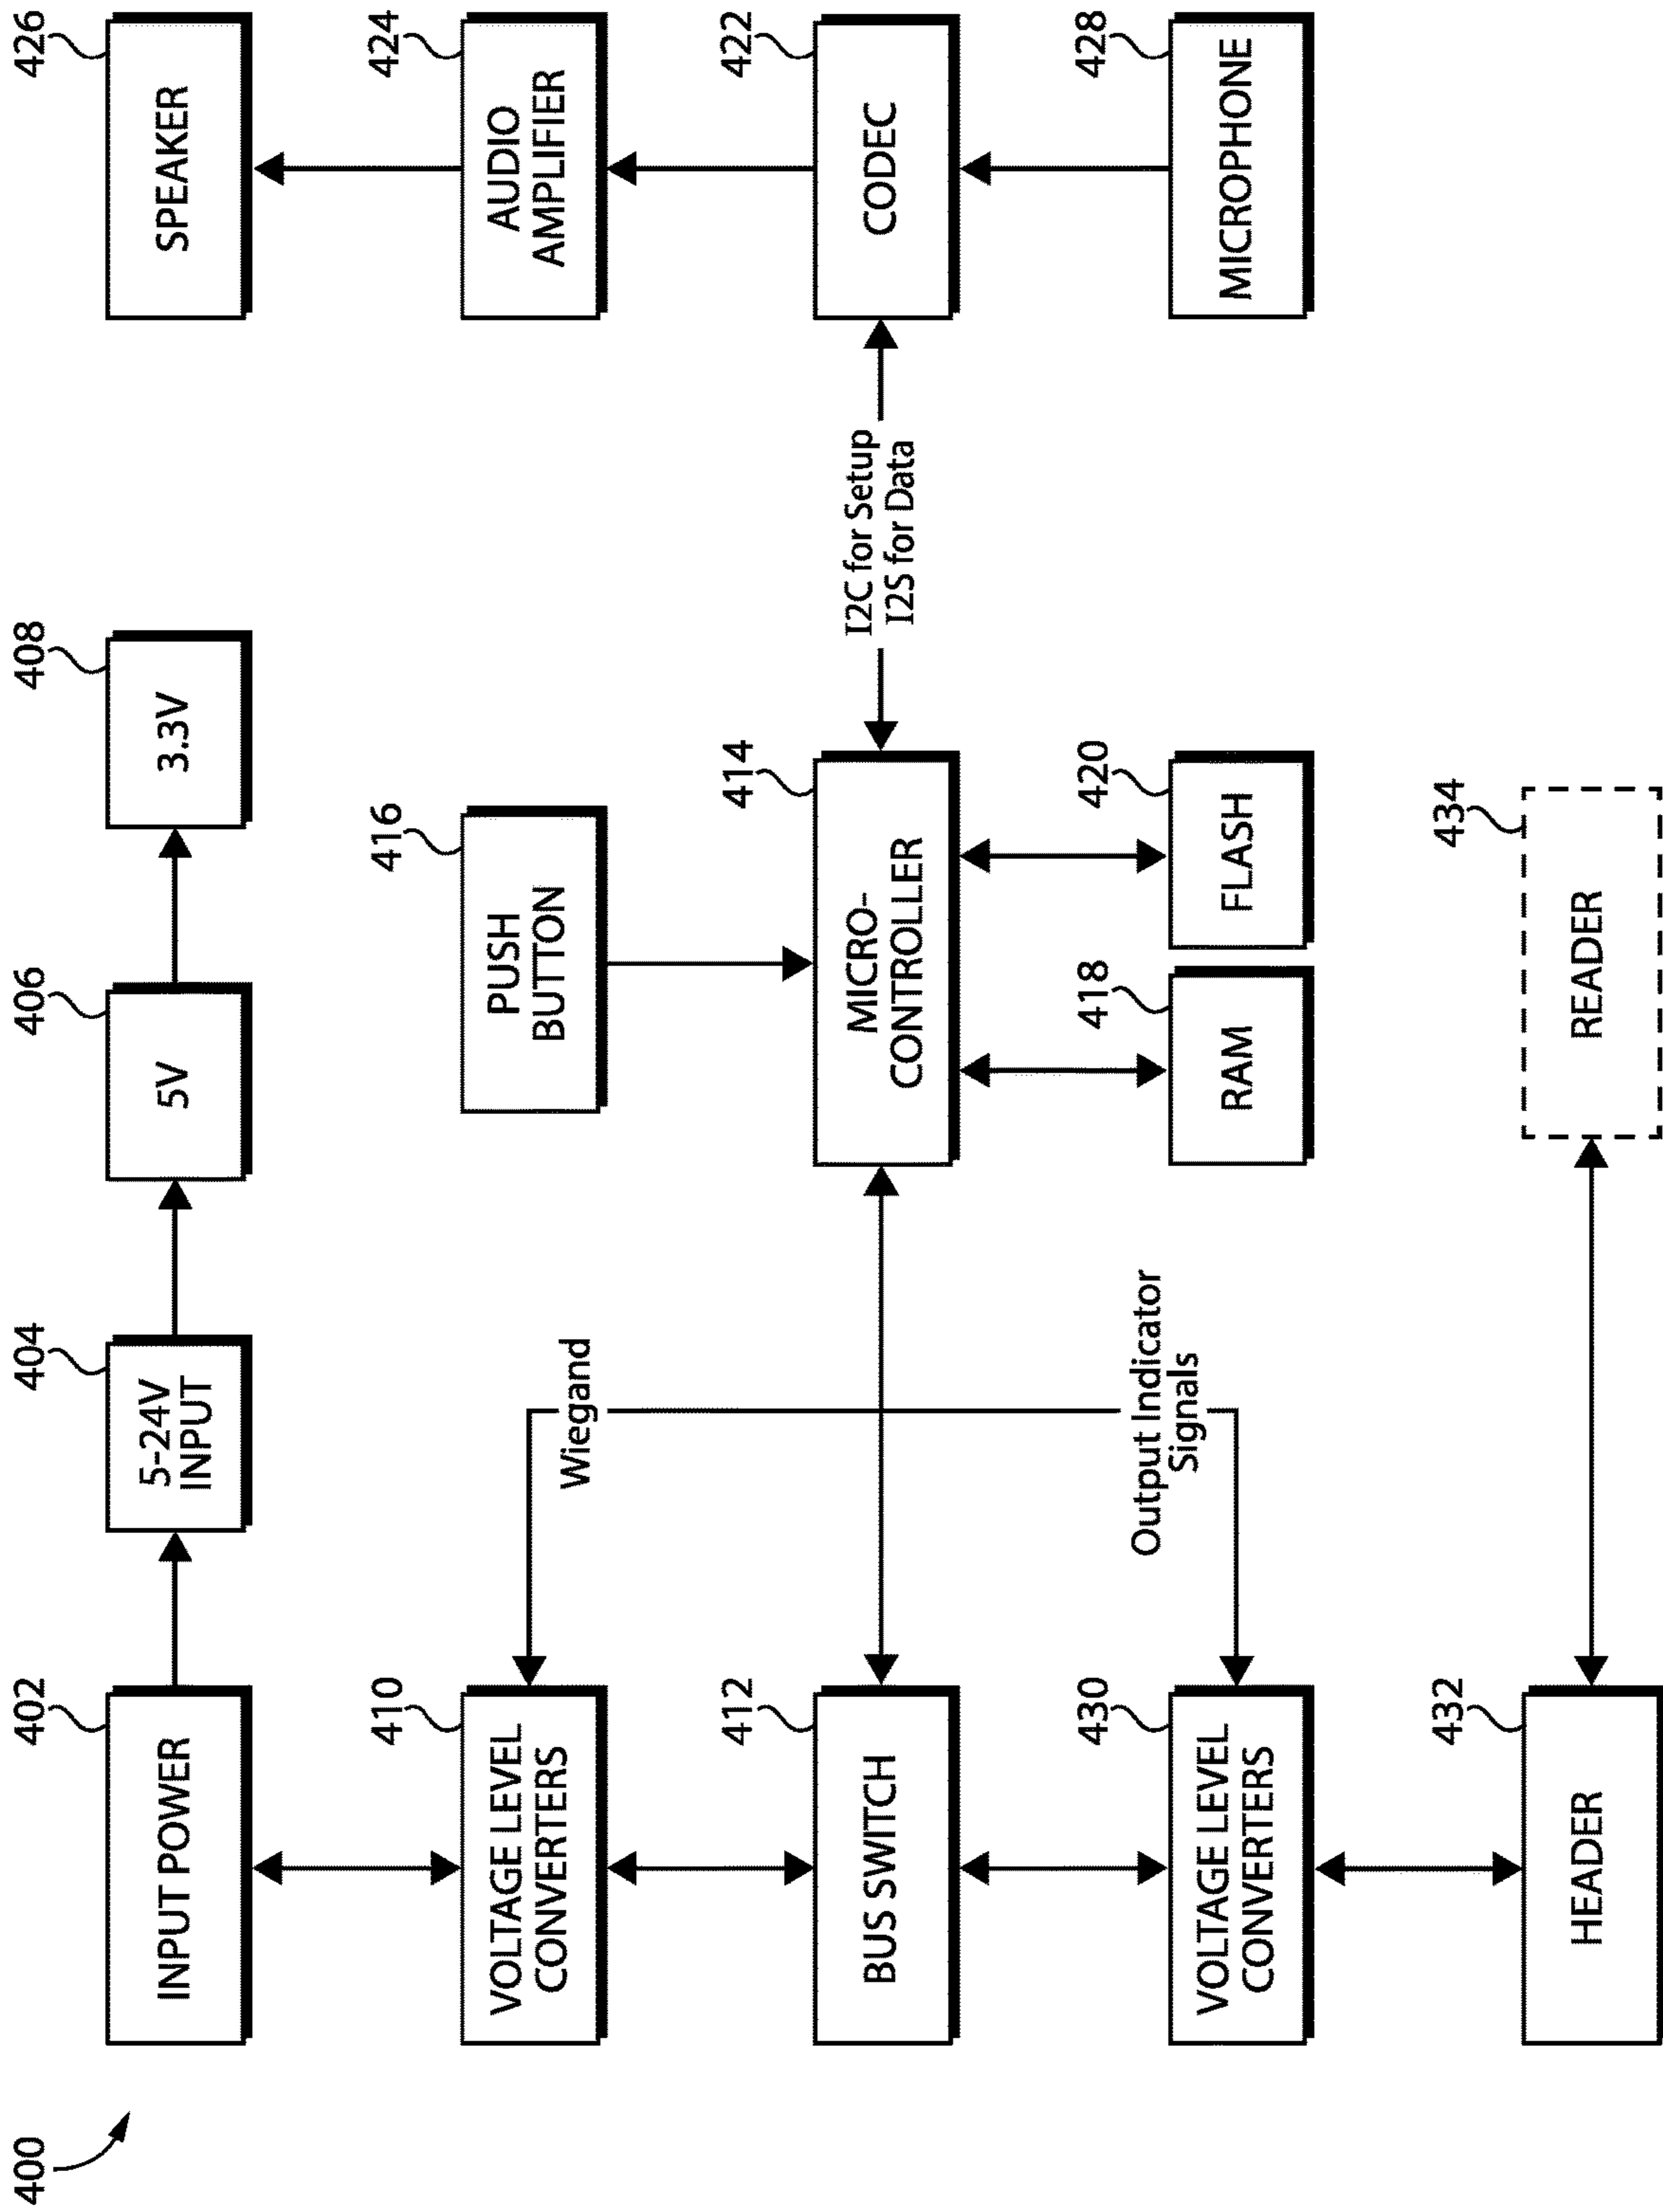 400
402
INPUT POWER
404
5-24V
INPUT
406
5V
408
3.3V
426
SPEAKER
410
VOLTAGE LEVEL
CONVERTERS
Wiegand
416
PUSH
BUTTON
424
AUDIO
AMPLIFIER
412
BUS SWITCH
414
MICRO-
CONTROLLER
I2C for Setup
I2S for Data
422
CODEC
430
VOLTAGE LEVEL
CONVERTERS
Output Indicator
Signals
418
RAM
420
FLASH
428
MICROPHONE
432
HEADER
434
READER